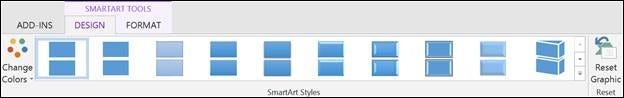 SMARTART TOOLS
ADD-INS DESIGN FORMAT
Change
Colors
Reset
Graphic
SmartArt Styles
Reset